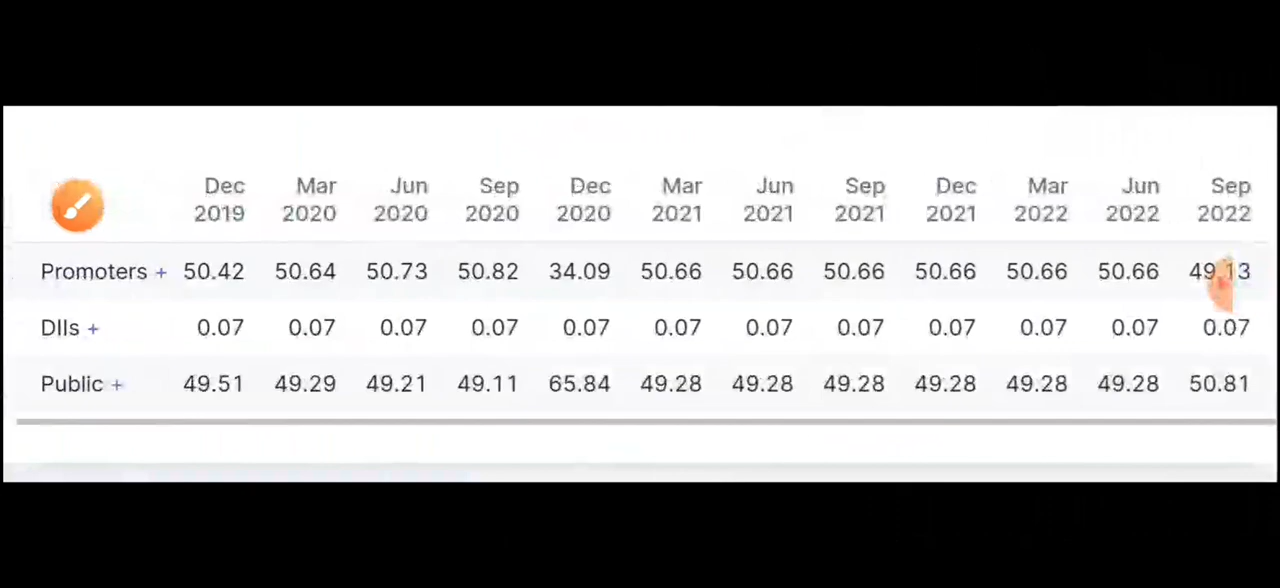 Dec Mar Jun Sep Dec Mar Jun Sep Dec Mar Jun Sep
2019 2020 2020 2020 2020 2021 2021 2021 2021 2022 2022 2022
Promoters + 50.42 50.64 50.73 50.82 34.09 50.66 50.66 50.66 50.66 50.66 50.66 49.13
DIIs + 0.07 0.07 0.07 0.07 0.07 0.07 0.07 0.07 0.07 0.07 0.07 0.07
Public + 49.51 49.29 49.21 49.11 65.84 49.28 49.28 49.28 49.28 49.28 49.28 50.81